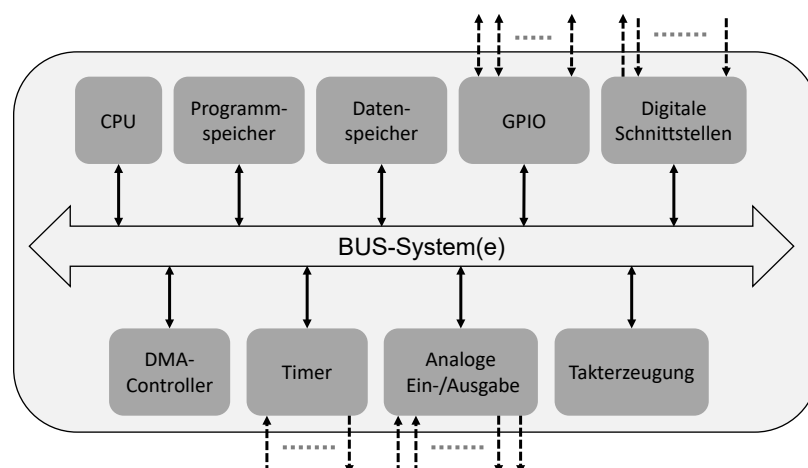 CPU
Programm-
speicher
Daten-
speicher
GPIO
Digitale
Schnittstellen
BUS-System(e)
DMA-
Controller
Timer
Analoge
Ein-/Ausgabe
Takterzeugung